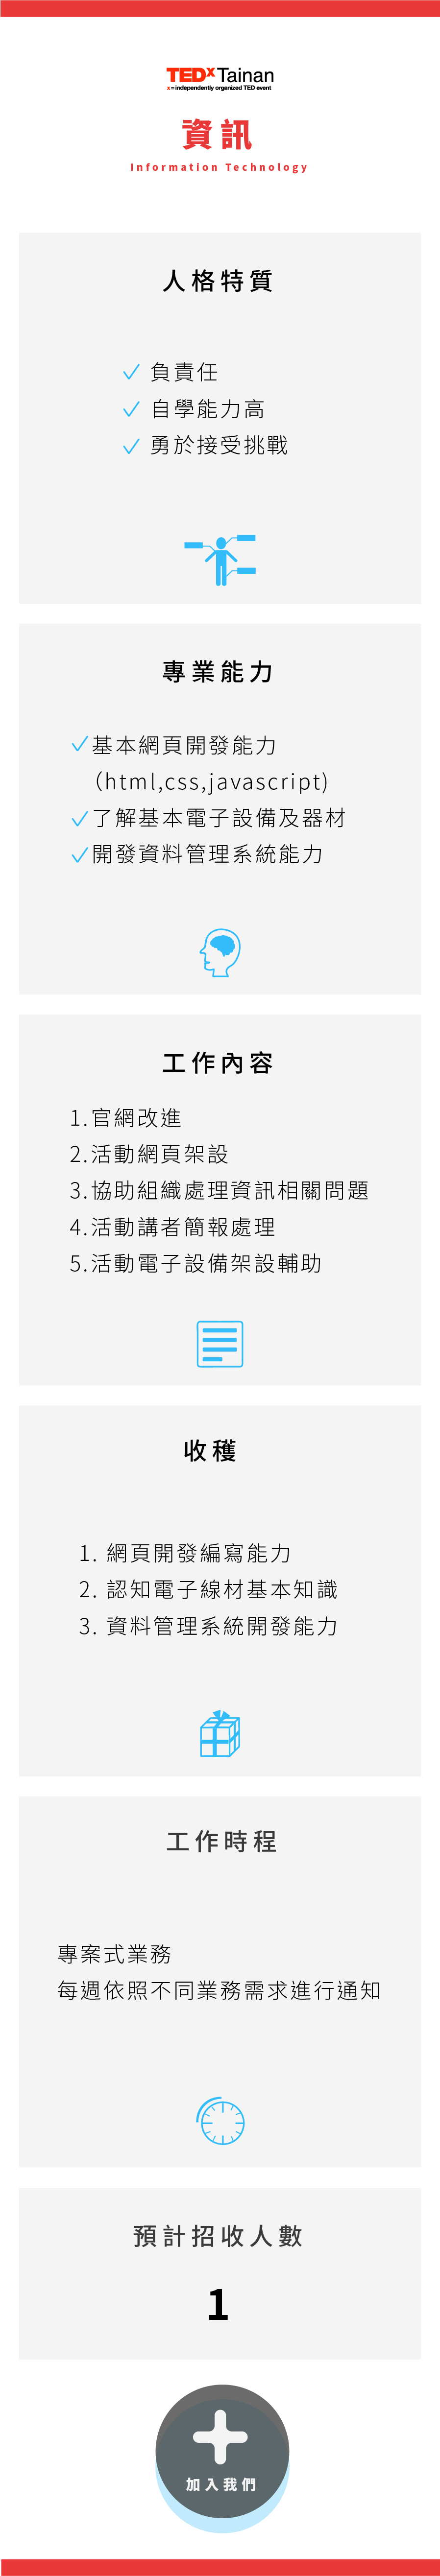 TEDxTainan
x = independently organized TED event
資訊
Information Technology
人格特質
負責任
自學能力高
勇於接受挑戰
專業能力
基本網頁開發能力
（html,css,javascript)
了解基本電子設備及器材
開發資料管理系統能力
工作內容
1.官網改進
2.活動網頁架設
3.協助組織處理資訊相關問題
4.活動講者簡報處理
5.活動電子設備架設輔助
收穫
1. 網頁開發編寫能力
2. 認知電子線材基本知識
3. 資料管理系統開發能力
工作時程
專案式業務
每週依照不同業務需求進行通知
預計招收人數
1
加入我們